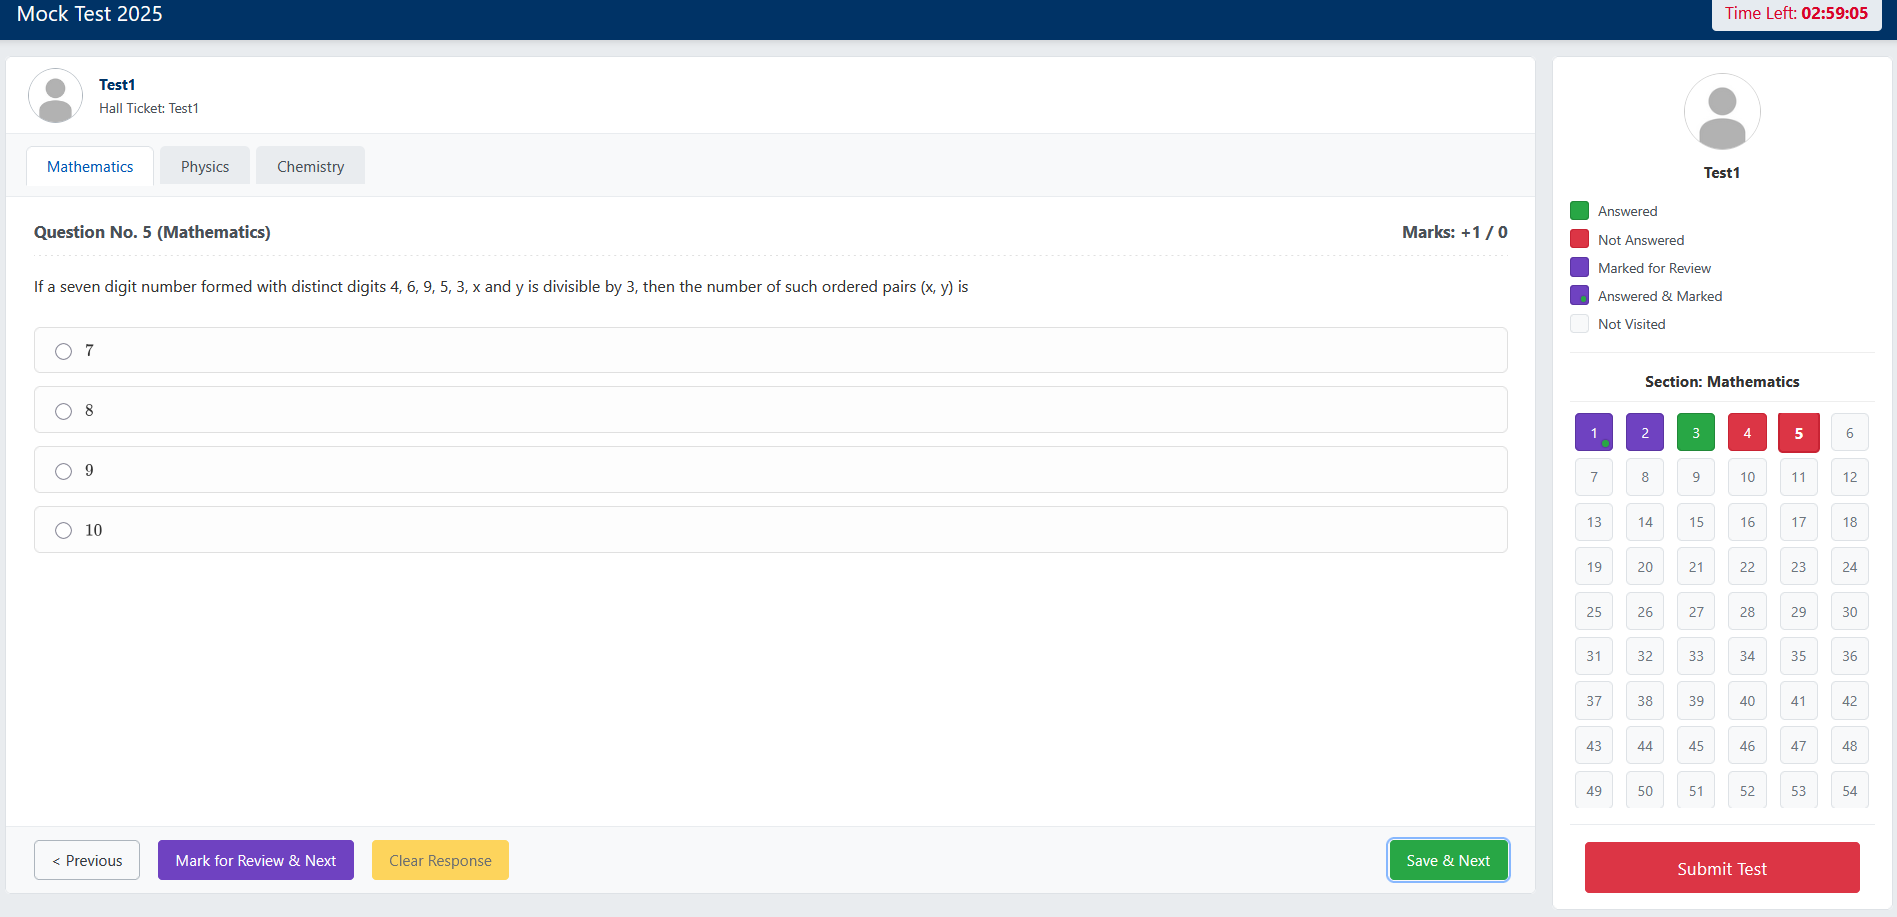 Mock Test 2025
Time Left: 02:59:05
Test1
Hall Ticket: Test1
Mathematics
Physics
Chemistry
Question No. 5 (Mathematics)
Marks: +1 / 0
If a seven digit number formed with distinct digits 4, 6, 9, 5, 3, x and y is divisible by 3, then the number of such ordered pairs (x, y) is
7
8
9
10
< Previous
Mark for Review & Next
Clear Response
Save & Next
Test1
Answered
Not Answered
Marked for Review
Answered & Marked
Not Visited
Section: Mathematics
1 2 3 4 5 6
7 8 9 10 11 12
13 14 15 16 17 18
19 20 21 22 23 24
25 26 27 28 29 30
31 32 33 34 35 36
37 38 39 40 41 42
43 44 45 46 47 48
49 50 51 52 53 54
Submit Test